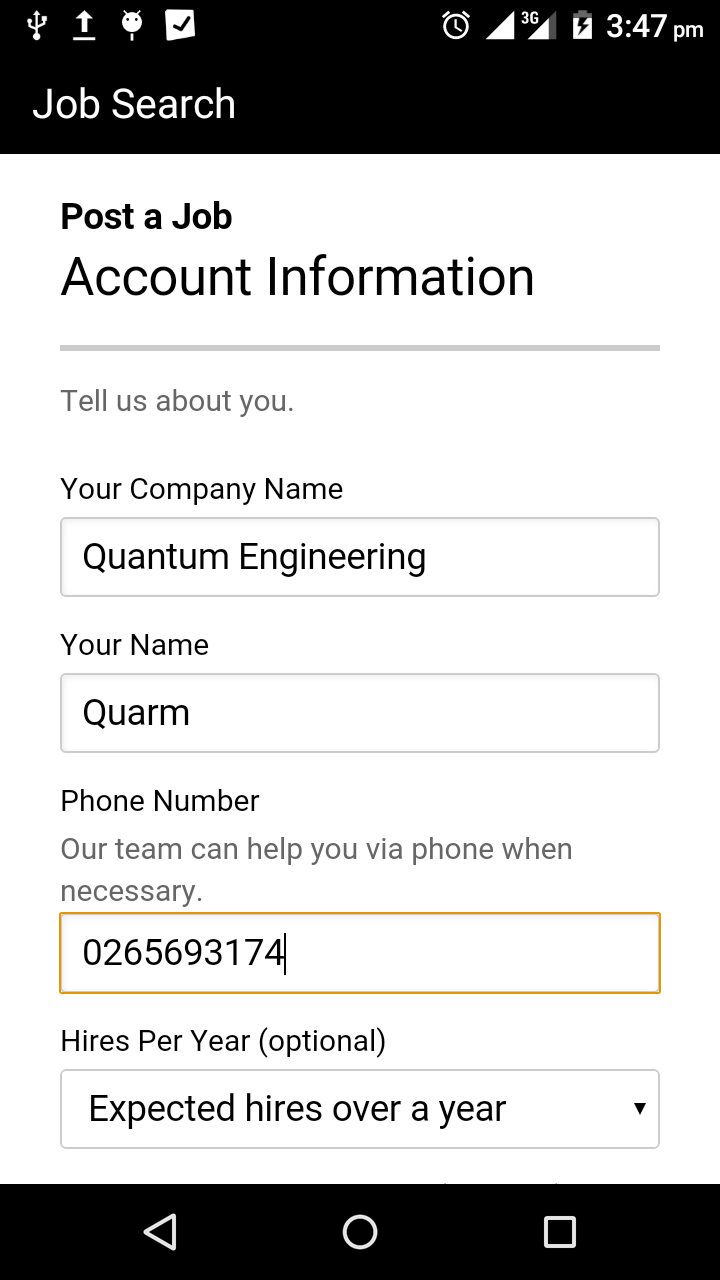 3G 3:47 pm
Job Search
Post a Job
Account Information
Tell us about you.
Your Company Name
Quantum Engineering
Your Name
Quarm
Phone Number
Our team can help you via phone when
necessary.
0265693174
Hires Per Year (optional)
Expected hires over a year